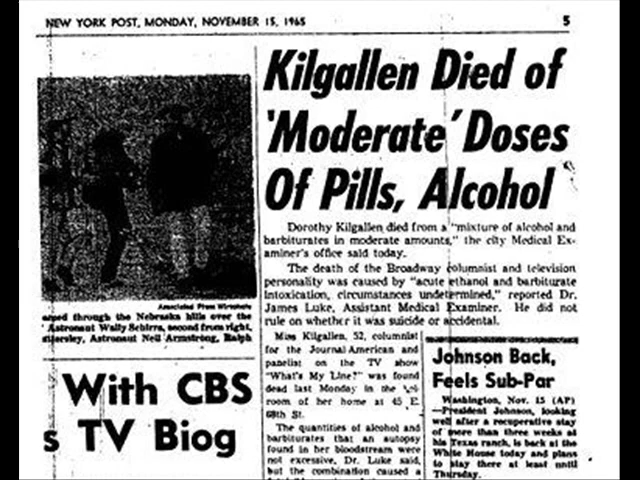 NEW YORK POST, MONDAY, NOVEMBER 15, 1965
5
Kilgallen Died of
'Moderate' Doses
Of Pills, Alcohol
Dorothy Kilgallen died from a "mixture of alcohol and
barbiturates in moderate amounts," the city Medical Ex-
aminer's office said today.
The death of the Broadway columnist and television
personality was caused by "acute ethanol and barbiturate
intoxication, circumstances undetermined," reported Dr.
James Luke, Assistant Medical Examiner. He did not
rule on whether it was suicide or accidental.
Miss Kilgallen, 52, columnist
for the Journal-American and
panelist on the TV show
"What's My Line?" was found
dead last Monday in the
room of her home at 45 E.
68th St.
The quantities of alcohol and
barbiturates that an autopsy
found in her bloodstream were
not excessive, Dr. Luke said,
but the combination caused a
Associated Press Wirephoto
through the Nebraska hills over the
Astronaut Wally Schirra, second from right,
Astronaut Neil Armstrong, Ralph
With CBS
s TV Biog
Johnson Back,
Feels Sub-Par
Washington, Nov. 15 (AP)
—President Johnson, looking
well after a recuperative stay
of more than three weeks at
his Texas ranch, is back at the
White House today and plans
to stay there at least until
Thursday.